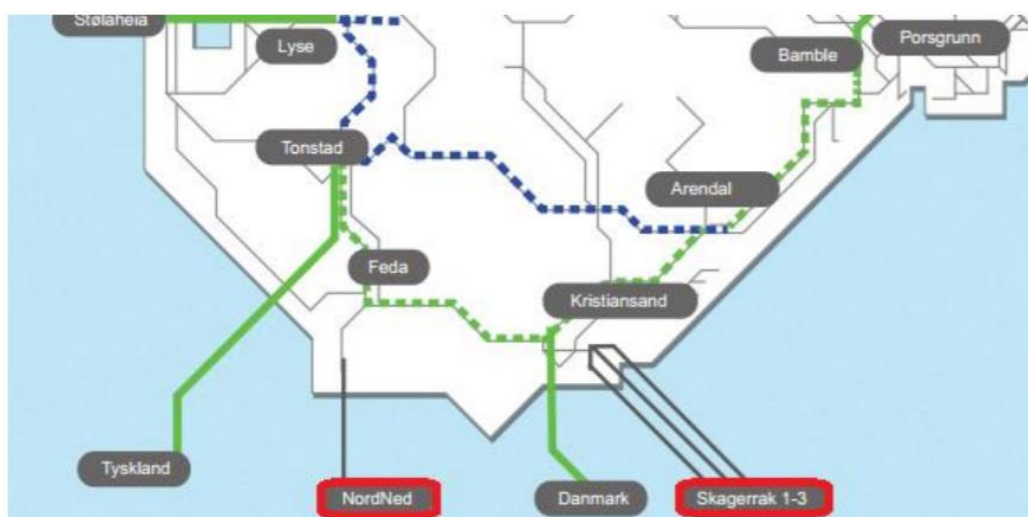 Stølaheia
Lyse
Porsgrunn
Bamble
Tonstad
Arendal
Feda
Kristiansand
Tyskland
NordNed
Danmark
Skagerrak 1-3